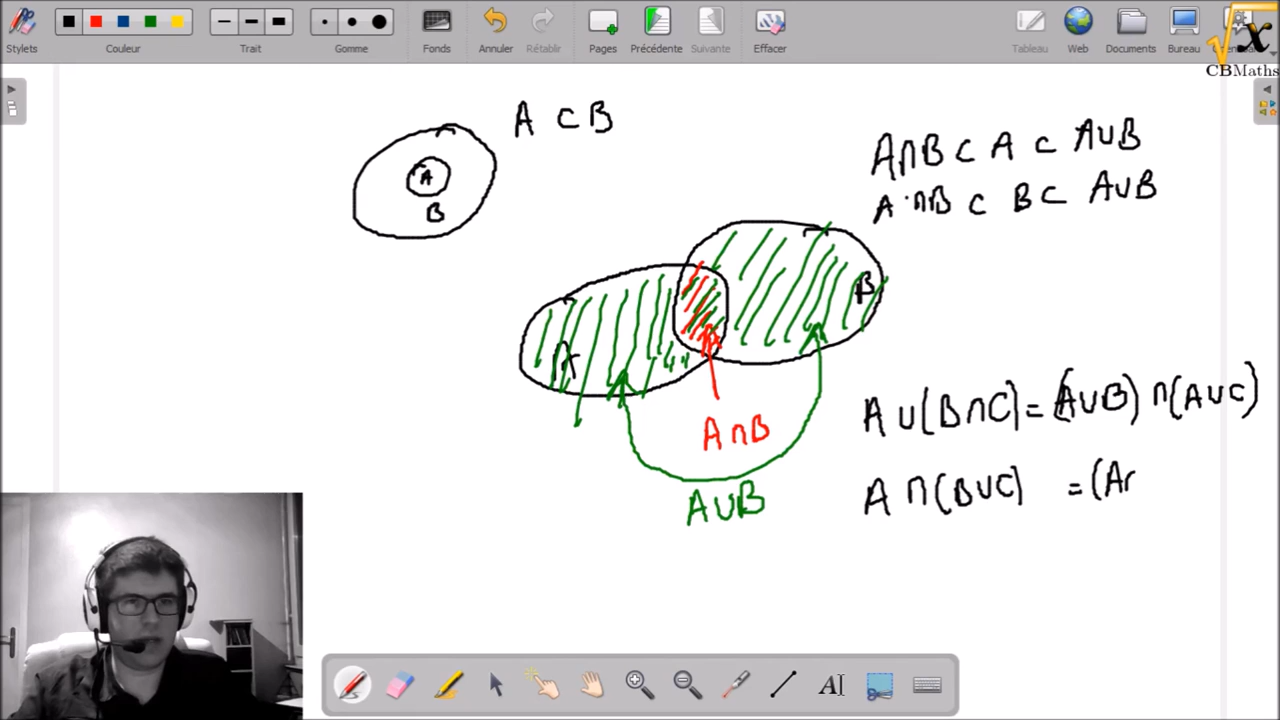 Stylets Couleur Trait Gomme Fonds Annuler Rétablir Pages Précédente Suivante Effacer Tableau Web Documents Bureau
CBMaths
A ⊂ B
A∩B ⊂ A ⊂ A∪B
A ∩B ⊂ B ⊂ A∪B
A
B
B
A
A∩B
A∪B
A ∪(B∩C)=(A∪B) ∩(A∪C)
A ∩(B∪C) =(A